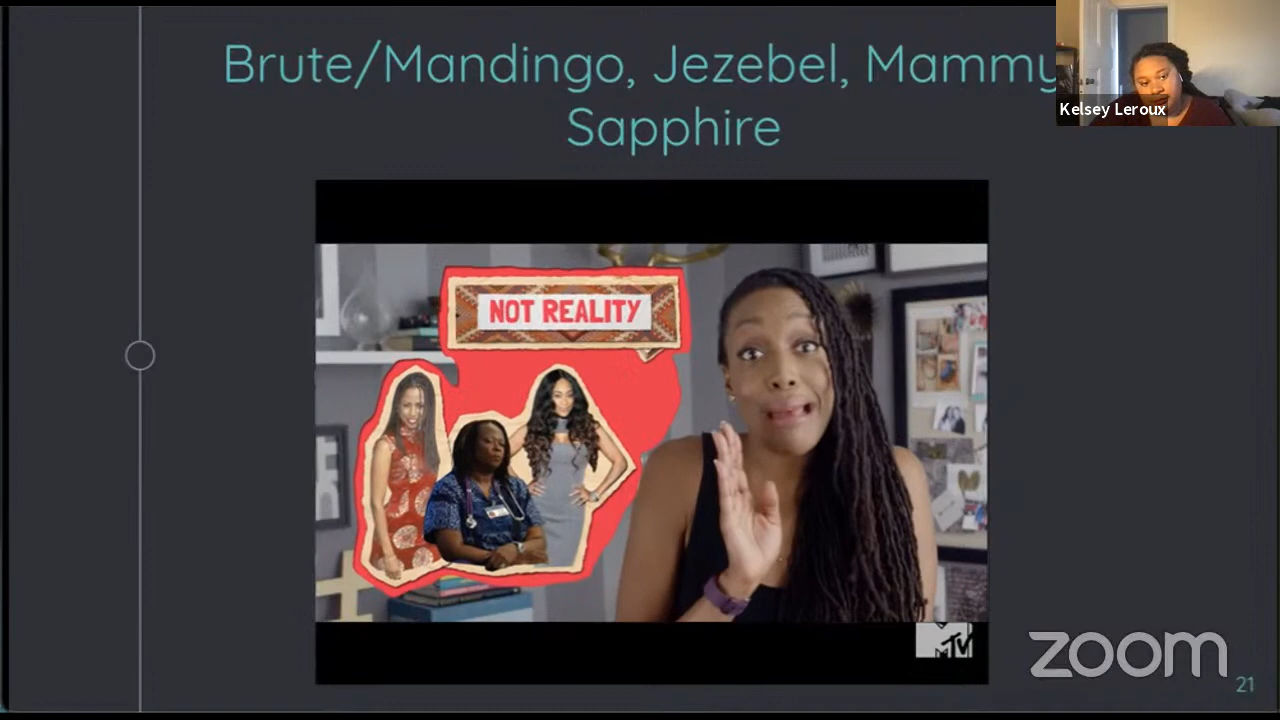 Brute/Mandingo, Jezebel, Mammy
Sapphire
Kelsey Leroux
NOT REALITY
MTV
zoom
21